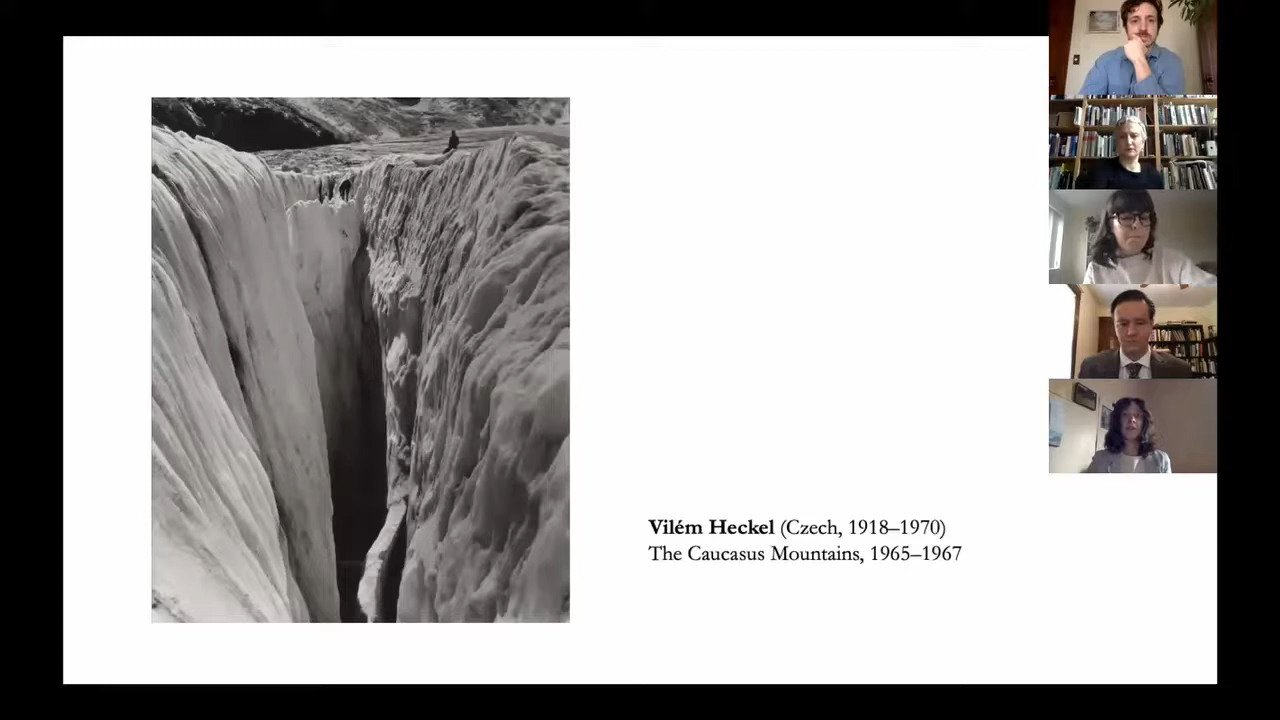 Vilém Heckel (Czech, 1918–1970)
The Caucasus Mountains, 1965–1967